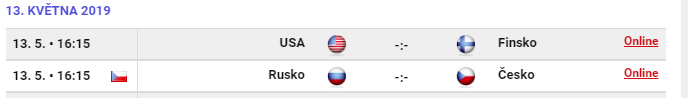 13. KVĚTNA 2019
13. 5. • 16:15 USA -:- Finsko Online
13. 5. • 16:15 Rusko -:- Česko Online